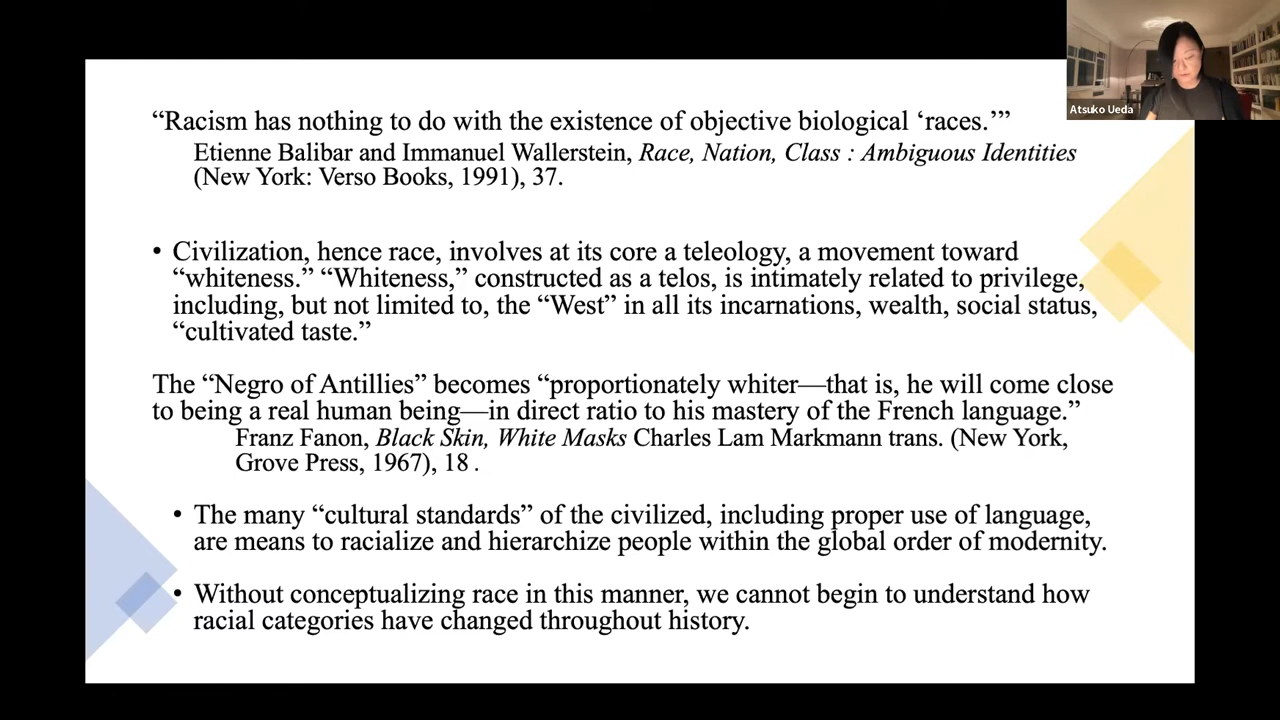 “Racism has nothing to do with the existence of objective biological ‘races.’”
Etienne Balibar and Immanuel Wallerstein, Race, Nation, Class : Ambiguous Identities
(New York: Verso Books, 1991), 37.
• Civilization, hence race, involves at its core a teleology, a movement toward
“whiteness.” “Whiteness,” constructed as a telos, is intimately related to privilege,
including, but not limited to, the “West” in all its incarnations, wealth, social status,
“cultivated taste.”
The “Negro of Antillies” becomes “proportionately whiter—that is, he will come close
to being a real human being—in direct ratio to his mastery of the French language.”
Franz Fanon, Black Skin, White Masks Charles Lam Markmann trans. (New York,
Grove Press, 1967), 18 .
• The many “cultural standards” of the civilized, including proper use of language,
are means to racialize and hierarchize people within the global order of modernity.
• Without conceptualizing race in this manner, we cannot begin to understand how
racial categories have changed throughout history.
Atsuko Ueda